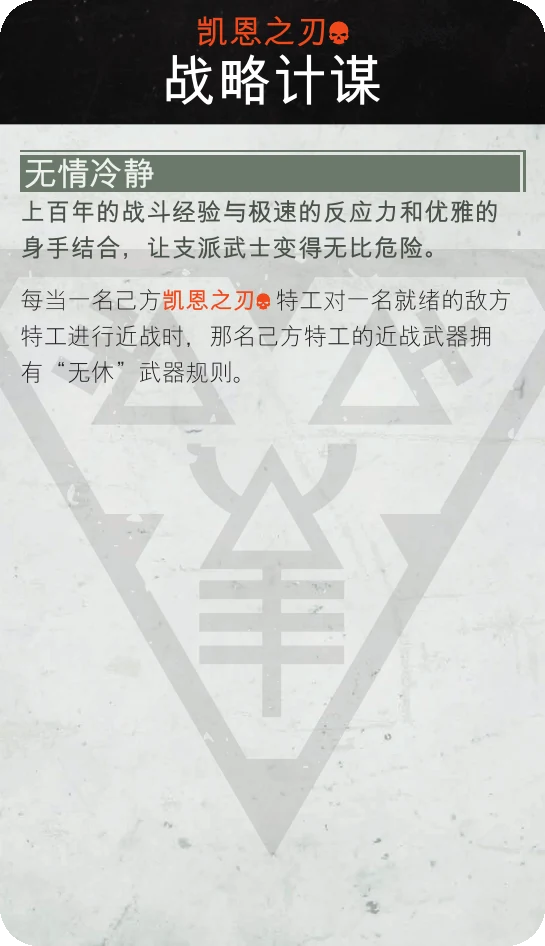 凯恩之刃
战略计谋
无情冷静
上百年的战斗经验与极速的反应力和优雅的
身手结合，让支派武士变得无比危险。
每当一名己方凯恩之刃 特工对一名就绪的敌方
特工进行近战时，那名己方特工的近战武器拥
有“无休”武器规则。